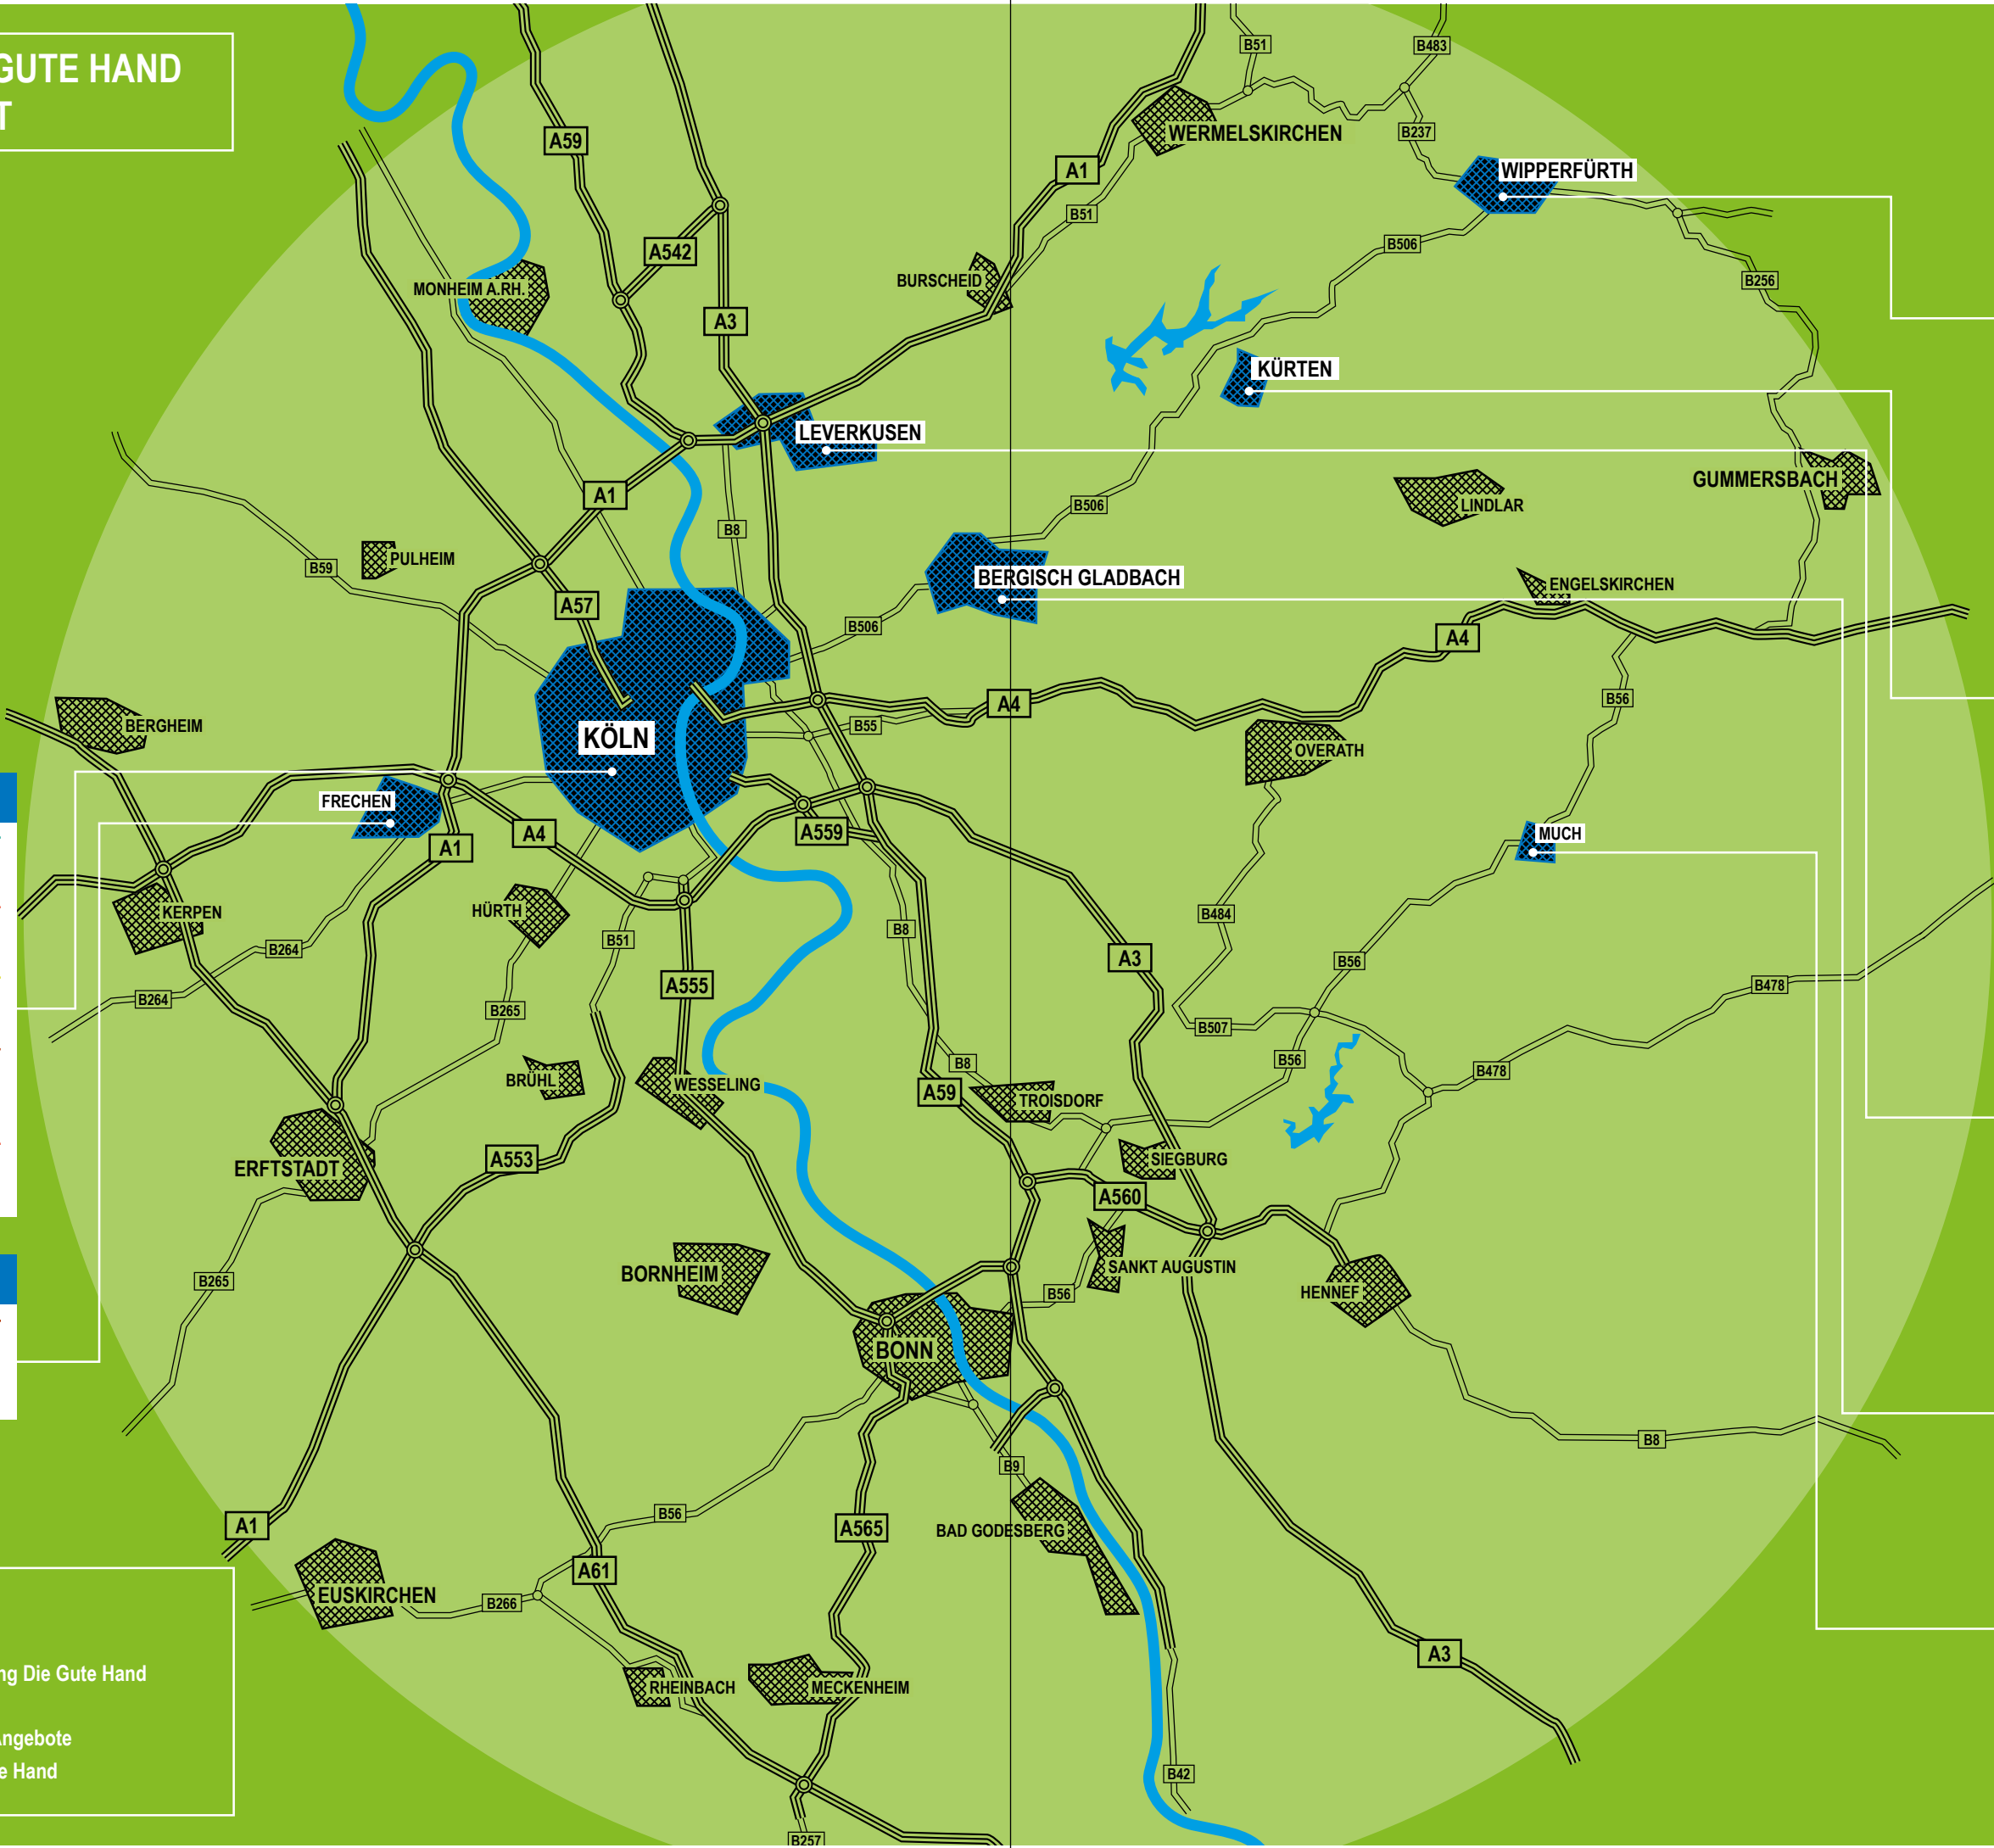 GUTE HAND
T
B51
B483
A59
WERMELSKIRCHEN
B237
A1
WIPPERFÜRTH
B51
A542
B506
BURSCHEID
B256
MONHEIM A.RH.
A3
KÜRTEN
LEVERKUSEN
GUMMERSBACH
A1
LINDLAR
B506
B8
PULHEIM
B59
BERGISCH GLADBACH
ENGELSKIRCHEN
A57
B506
A4
B56
A4
BERGHEIM
B55
KÖLN
OVERATH
FRECHEN
A4
A559
MUCH
A1
KERPEN
HÜRTH
B484
B51
B8
B264
A3
B56
A555
B478
B264
B265
B507
B8
B56
B478
BRÜHL
WESSELING
A59
TROISDORF
A553
SIEGBURG
ERFTSTADT
A560
SANKT AUGUSTIN
BORNHEIM
B265
B56
HENNEF
BONN
B8
B9
B56
A1
A565
BAD GODESBERG
A61
EUSKIRCHEN
B266
A3
ng Die Gute Hand
RHEINBACH
MECKENHEIM
Angebote
e Hand
B42
B257